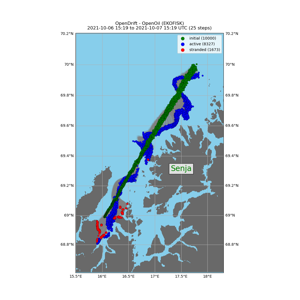 OpenDrift - OpenOil (EKOFISK)
2021-10-06 15:19 to 2021-10-07 15:19 UTC (25 steps)
initial (10000)
active (8327)
stranded (1673)
70.2°N
70.2°N
70°N
70°N
69.8°N
69.8°N
69.6°N
69.6°N
69.4°N
69.4°N
Senja
69.2°N
69.2°N
69°N
69°N
68.8°N
68.8°N
15.5°E
16°E
16.5°E
17°E
17.5°E
18°E